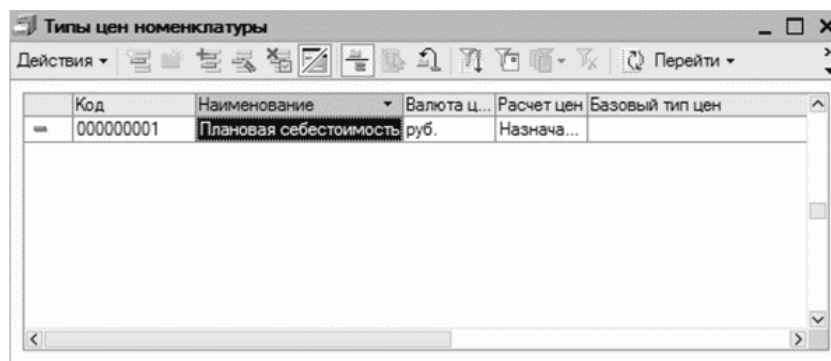 Типы цен номенклатуры
Действия Перейти
Код Наименование Валюта ц... Расчет цен Базовый тип цен
000000001 Плановая себестоимость руб. Назнача...